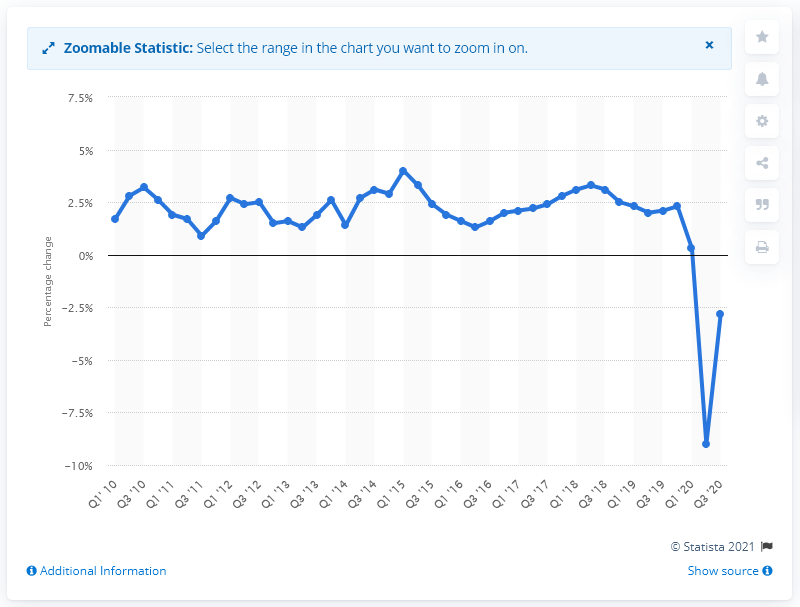 Zoomable Statistic: Select the range in the chart you want to zoom in on.
×
7.5%
5%
2.5%
0%
−2.5%
−5%
−7.5%
−10%
Percentage change
Q1' 10
Q3 '10
Q1 '11
Q3 '11
Q1 '12
Q3 '12
Q1 '13
Q3 '13
Q1 '14
Q3 '14
Q1 '15
Q3 '15
Q1 '16
Q3 '16
Q1 '17
Q3 '17
Q1 '18
Q3 '18
Q1 '19
Q3 '19
Q1 '20
Q3 '20
© Statista 2021
Additional Information
Show source